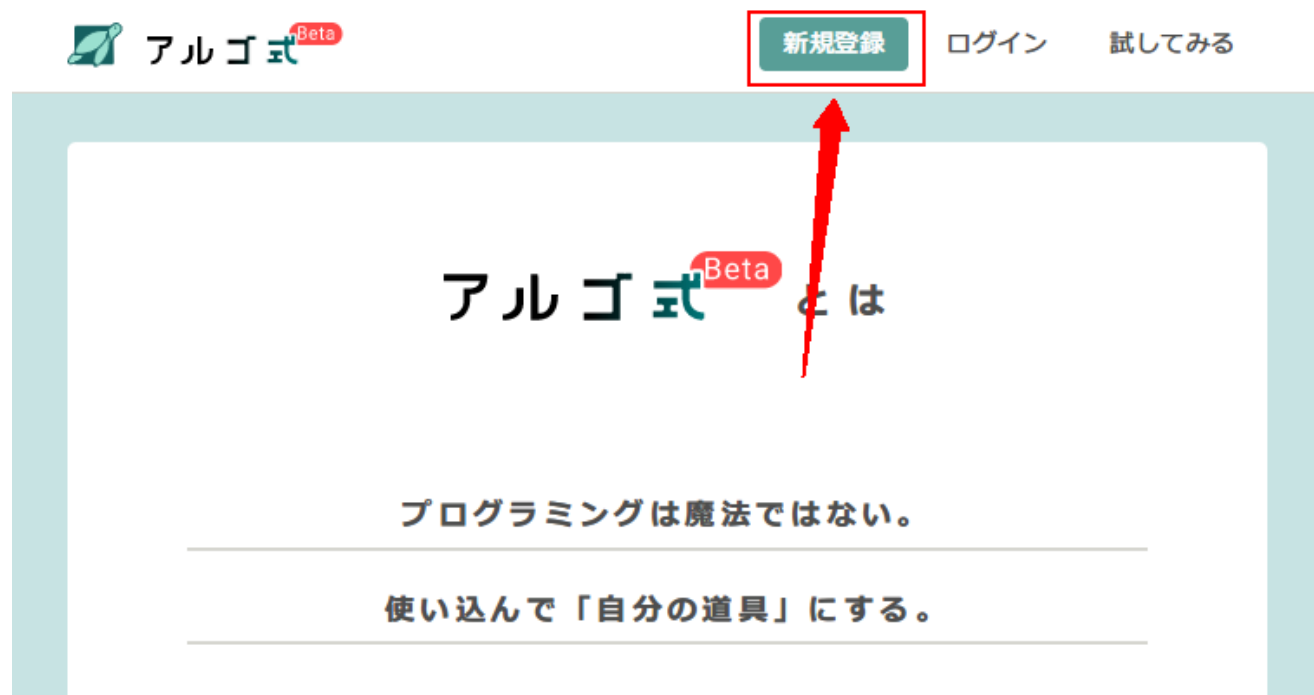 アルゴ式 Beta 新規登録 ログイン 試してみる
アルゴ式 Beta とは
プログラミングは魔法ではない。
使い込んで「自分の道具」にする。